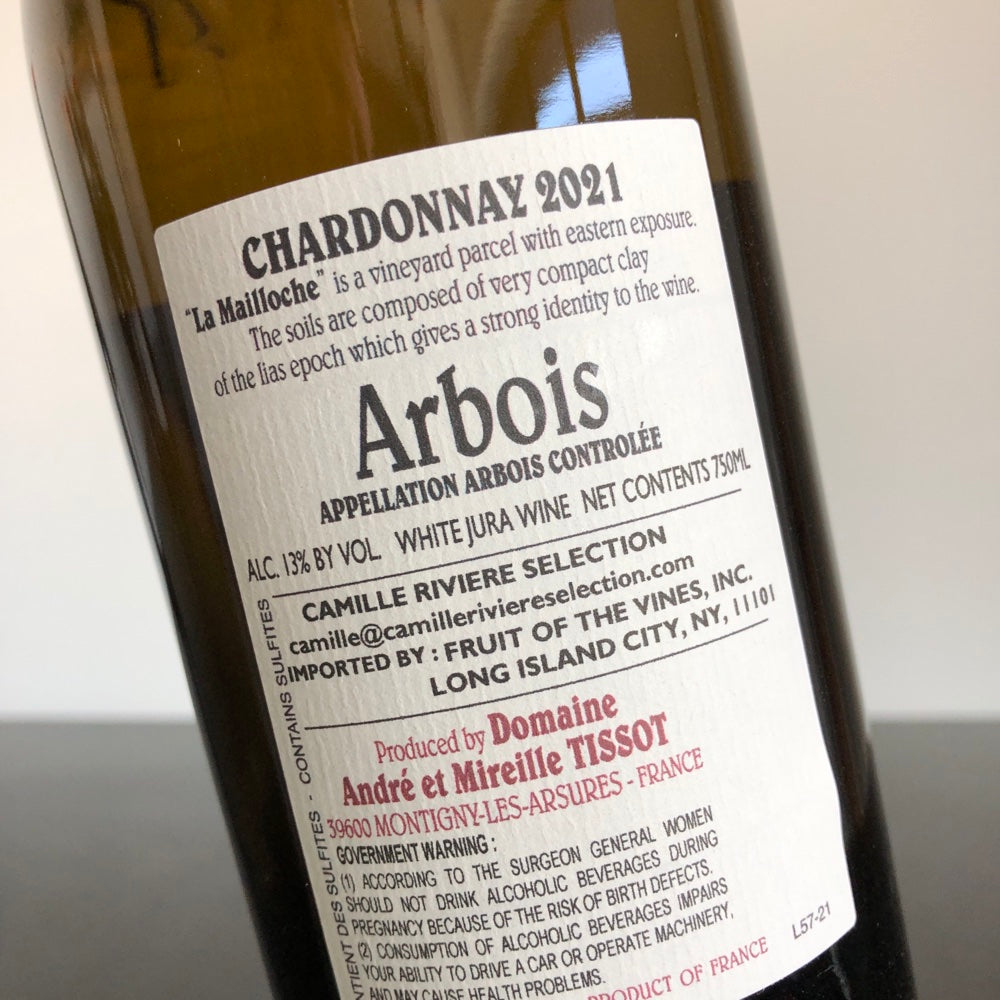 CHARDONNAY 2021
"La Mailloche" is a vineyard parcel with eastern exposure.
The soils are composed of very compact clay
of the lias epoch which gives a strong identity to the wine.
Arbois
APPELLATION ARBOIS CONTROLÉE
ALC. 13% BY VOL. WHITE JURA WINE NET CONTENTS 750ML
CAMILLE RIVIERE SELECTION
camille@camilleriviereselection.com
IMPORTED BY : FRUIT OF THE VINES, INC.
LONG ISLAND CITY, NY, 11101
Produced by Domaine
André et Mireille TISSOT
39600 MONTIGNY-LES-ARSURES - FRANCE
GOVERNMENT WARNING :
(1) ACCORDING TO THE SURGEON GENERAL WOMEN
SHOULD NOT DRINK ALCOHOLIC BEVERAGES DURING
PREGNANCY BECAUSE OF THE RISK OF BIRTH DEFECTS.
(2) CONSUMPTION OF ALCOHOLIC BEVERAGES IMPAIRS
YOUR ABILITY TO DRIVE A CAR OR OPERATE MACHINERY,
AND MAY CAUSE HEALTH PROBLEMS.
PRODUCT OF FRANCE
L57-21
DES SULFITES - CONTAINS SULFITES